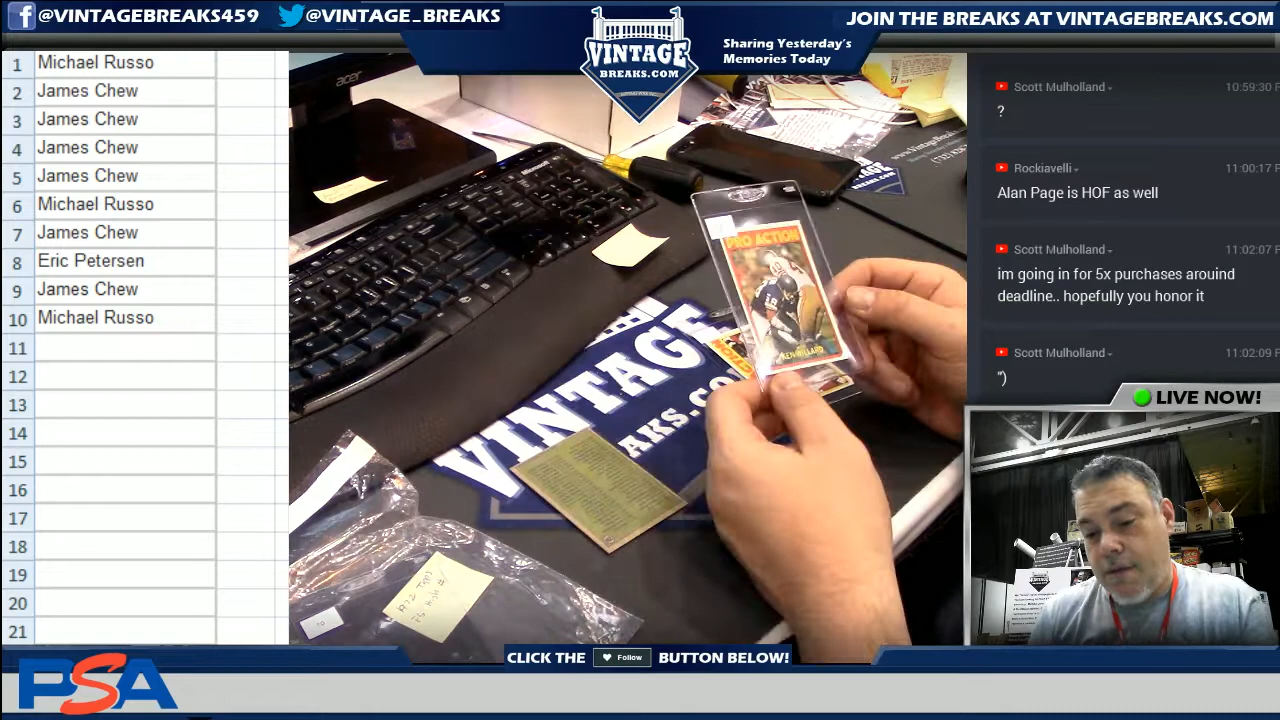 @VINTAGEBREAKS459
@VINTAGE_BREAKS
VINTAGE
BREAKS.COM
Sharing Yesterday's
Memories Today
JOIN THE BREAKS AT VINTAGEBREAKS.COM
1 Michael Russo
2 James Chew
3 James Chew
4 James Chew
5 James Chew
6 Michael Russo
7 James Chew
8 Eric Petersen
9 James Chew
10 Michael Russo
11
12
13
14
15
16
17
18
19
20
21
acer
Microsoft
PRO ACTION
KEN WILLARD
VINTAGE
1972 Topps
Scott Mulholland 10:59:30
?
Rockiavelli 11:00:17
Alan Page is HOF as well
Scott Mulholland 11:02:07
im going in for 5x purchases arouind
deadline.. hopefully you honor it
Scott Mulholland 11:02:09
")
LIVE NOW!
CLICK THE Follow BUTTON BELOW!
PSA